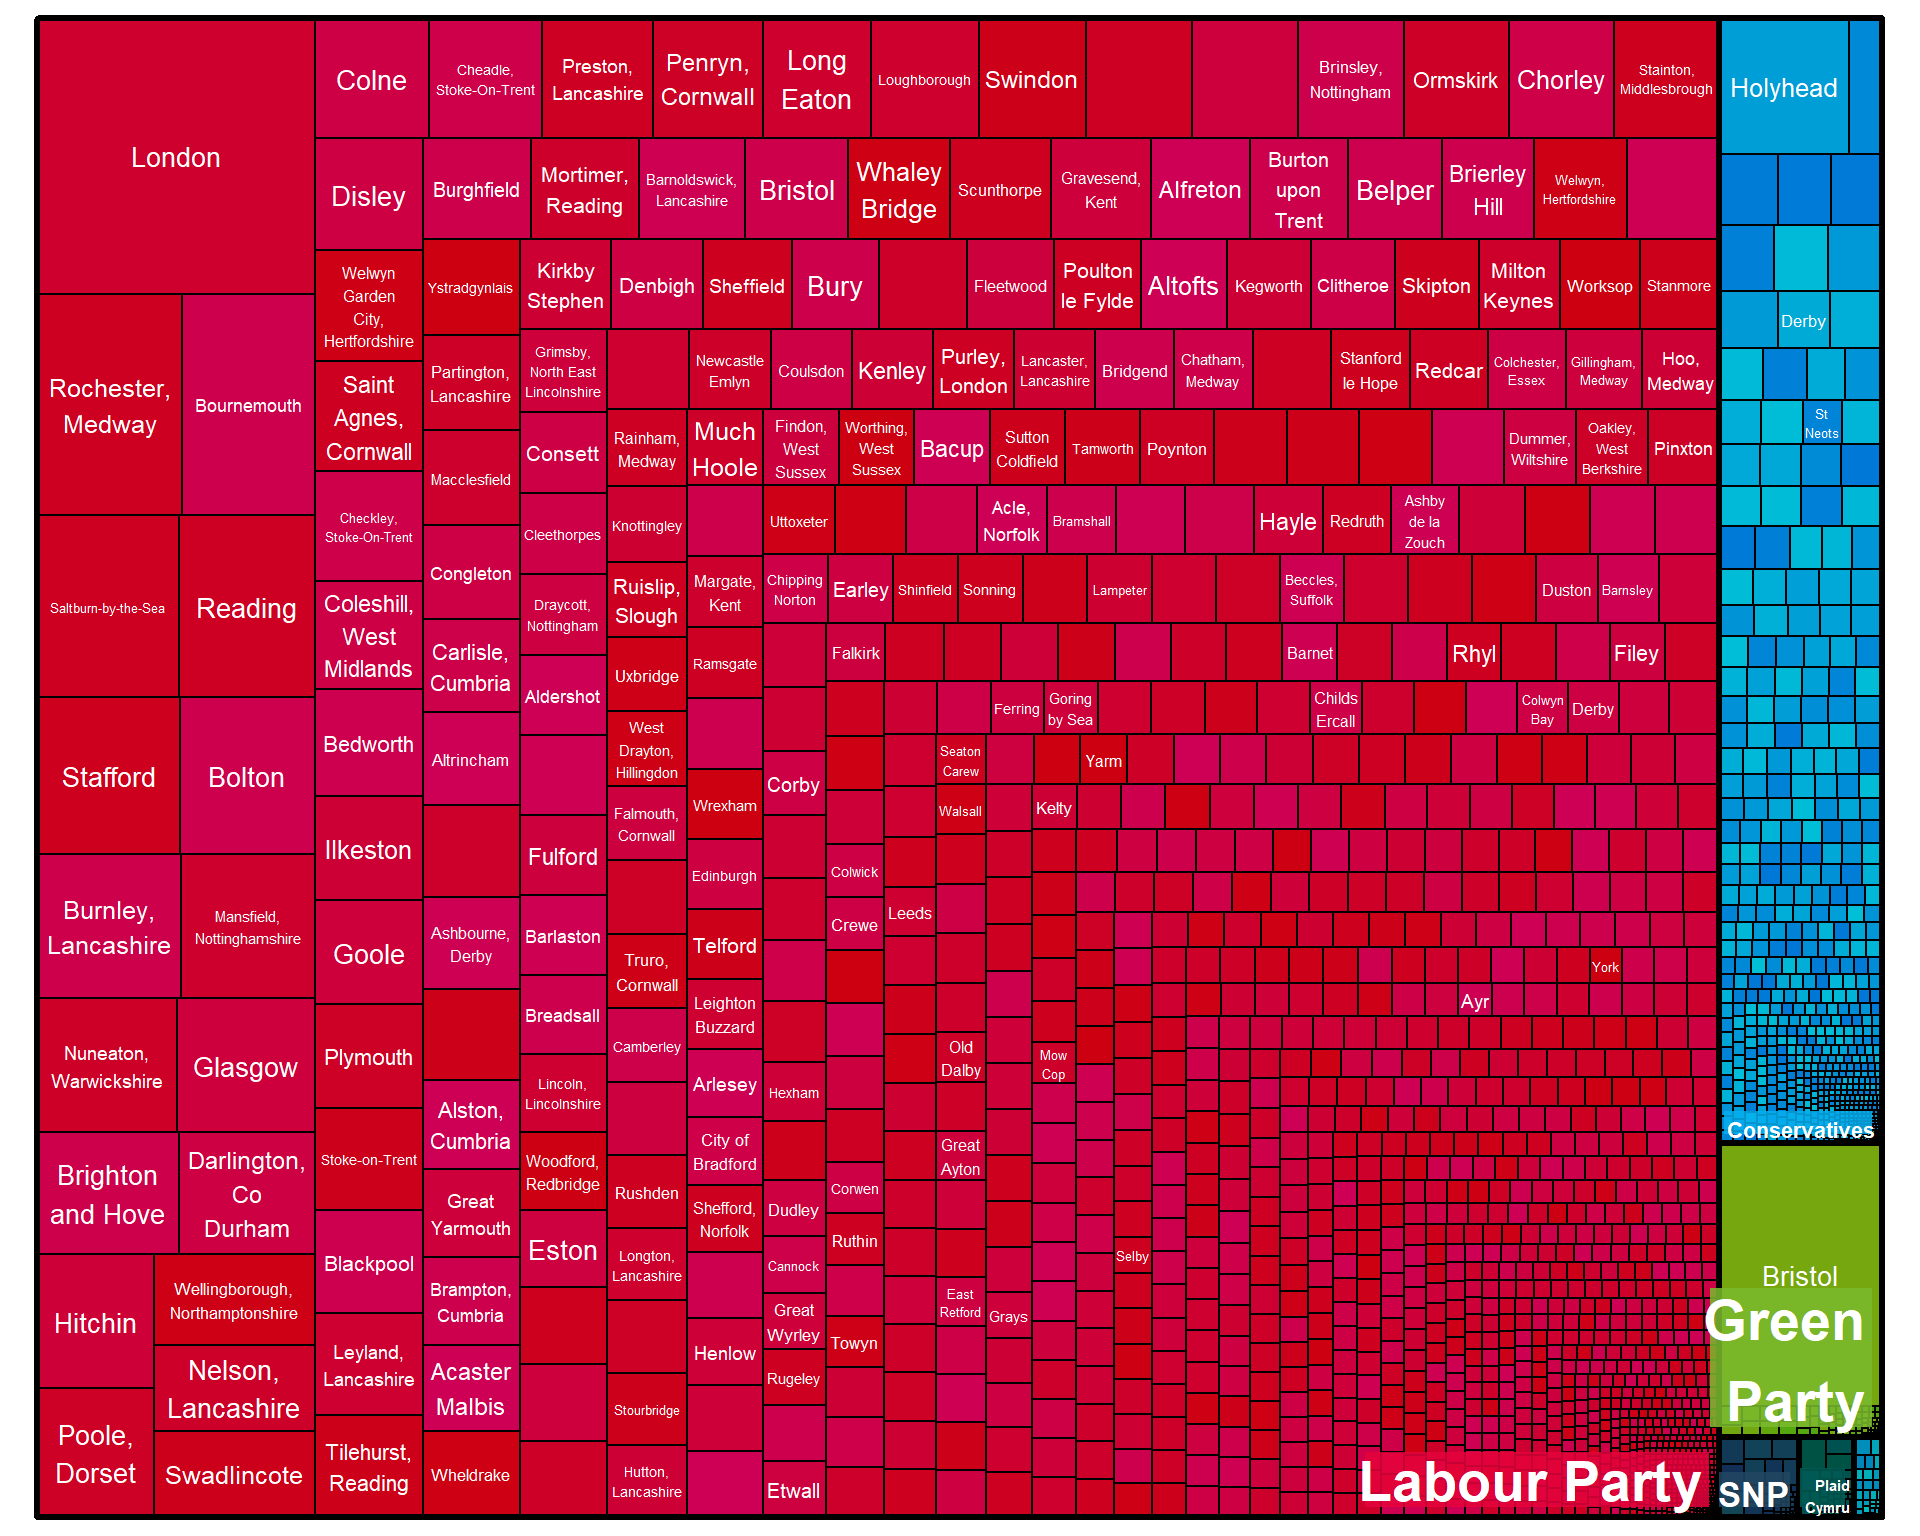 London
Colne
Cheadle,
Stoke-On-Trent
Preston,
Lancashire
Penryn,
Cornwall
Long
Eaton
Loughborough
Swindon
Brinsley,
Nottingham
Ormskirk
Chorley
Stainton,
Middlesbrough
Holyhead
Disley
Burghfield
Mortimer,
Reading
Barnoldswick,
Lancashire
Bristol
Whaley
Bridge
Scunthorpe
Gravesend,
Kent
Alfreton
Burton
upon
Trent
Belper
Brierley
Hill
Welwyn,
Hertfordshire
Welwyn
Garden
City,
Hertfordshire
Ystradgynlais
Kirkby
Stephen
Denbigh
Sheffield
Bury
Fleetwood
Poulton
le Fylde
Altofts
Kegworth
Clitheroe
Skipton
Milton
Keynes
Worksop
Stanmore
Derby
Rochester,
Medway
Bournemouth
Saint
Agnes,
Cornwall
Partington,
Lancashire
Grimsby,
North East
Lincolnshire
Newcastle
Emlyn
Coulsdon
Kenley
Purley,
London
Lancaster,
Lancashire
Bridgend
Chatham,
Medway
Stanford
le Hope
Redcar
Colchester,
Essex
Gillingham,
Medway
Hoo,
Medway
Macclesfield
Consett
Rainham,
Medway
Much
Hoole
Findon,
West
Sussex
Worthing,
West
Sussex
Bacup
Sutton
Coldfield
Tamworth
Poynton
Dummer,
Wiltshire
Oakley,
West
Berkshire
Pinxton
St
Neots
Checkley,
Stoke-On-Trent
Cleethorpes
Knottingley
Uttoxeter
Acle,
Norfolk
Bramshall
Hayle
Redruth
Ashby
de la
Zouch
Saltburn-by-the-Sea
Reading
Coleshill,
West
Midlands
Congleton
Draycott,
Nottingham
Ruislip,
Slough
Margate,
Kent
Chipping
Norton
Earley
Shinfield
Sonning
Lampeter
Beccles,
Suffolk
Duston
Barnsley
Carlisle,
Cumbria
Aldershot
Uxbridge
Ramsgate
Falkirk
Barnet
Rhyl
Filey
Ferring
Goring
by Sea
Childs
Ercall
Colwyn
Bay
Derby
Stafford
Bolton
Bedworth
Altrincham
West
Drayton,
Hillingdon
Corby
Seaton
Carew
Yarm
Ilkeston
Fulford
Falmouth,
Cornwall
Wrexham
Walsall
Kelty
Edinburgh
Colwick
Burnley,
Lancashire
Mansfield,
Nottinghamshire
Goole
Ashbourne,
Derby
Barlaston
Truro,
Cornwall
Telford
Crewe
Leeds
York
Nuneaton,
Warwickshire
Glasgow
Plymouth
Breadsall
Camberley
Leighton
Buzzard
Ayr
Old
Dalby
Mow
Cop
Lincoln,
Lincolnshire
Arlesey
Hexham
Alston,
Cumbria
Brighton
and Hove
Darlington,
Co
Durham
Stoke-on-Trent
Woodford,
Redbridge
Rushden
City of
Bradford
Great
Ayton
Conservatives
Great
Yarmouth
Shefford,
Norfolk
Dudley
Corwen
Blackpool
Eston
Longton,
Lancashire
Cannock
Ruthin
Selby
Hitchin
Wellingborough,
Northamptonshire
Brampton,
Cumbria
Great
Wyrley
East
Retford
Grays
Bristol
Green
Party
Nelson,
Lancashire
Leyland,
Lancashire
Acaster
Malbis
Henlow
Towyn
Rugeley
Stourbridge
Poole,
Dorset
Swadlincote
Tilehurst,
Reading
Wheldrake
Hutton,
Lancashire
Etwall
Labour Party
SNP
Plaid
Cymru